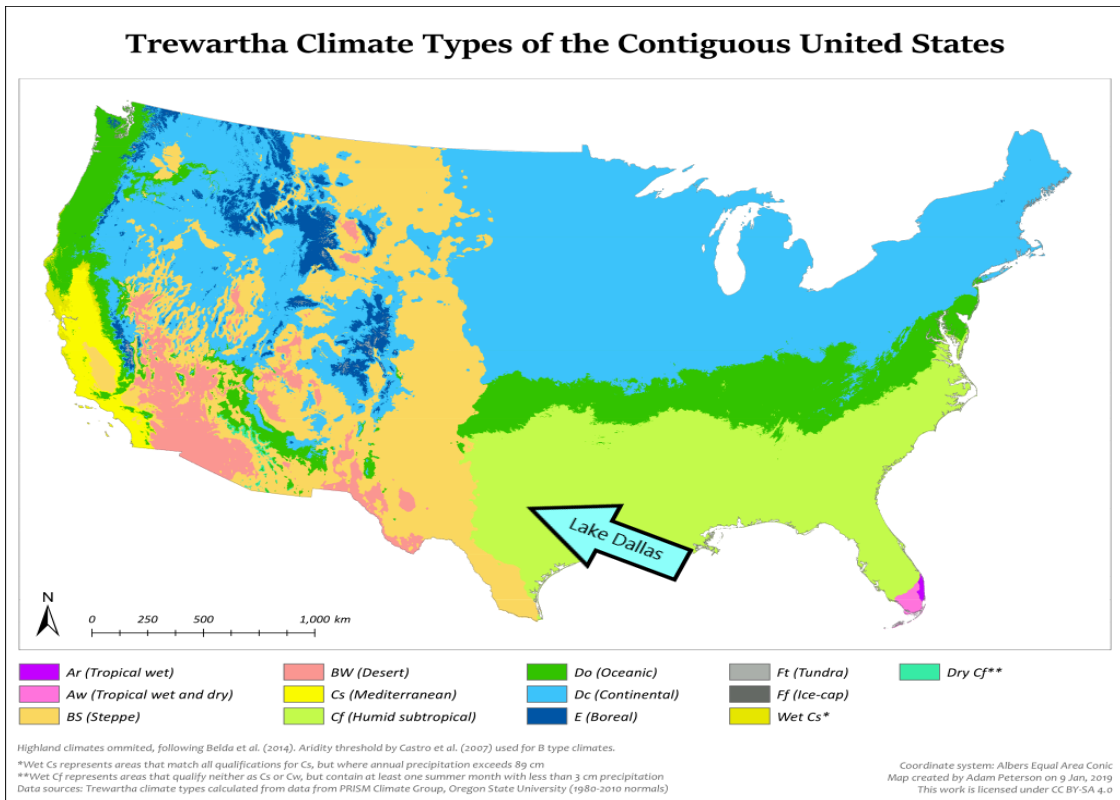 Trewartha Climate Types of the Contiguous United States
Lake Dallas
N
0 250 500 1,000 km
Ar (Tropical wet)
Aw (Tropical wet and dry)
BS (Steppe)
BW (Desert)
Cs (Mediterranean)
Cf (Humid subtropical)
Do (Oceanic)
Dc (Continental)
E (Boreal)
Ft (Tundra)
Ff (Ice-cap)
Wet Cs*
Dry Cf**
Highland climates ommited, following Belda et al. (2014). Aridity threshold by Castro et al. (2007) used for B type climates.
*Wet Cs represents areas that match all qualifications for Cs, but where annual precipitation exceeds 89 cm
**Wet Cf represents areas that qualify neither as Cs or Cw, but contain at least one summer month with less than 3 cm precipitation
Data sources: Trewartha climate types calculated from data from PRISM Climate Group, Oregon State University (1980-2010 normals)
Coordinate system: Albers Equal Area Conic
Map created by Adam Peterson on 9 Jan, 2019
This work is licensed under CC BY-SA 4.0